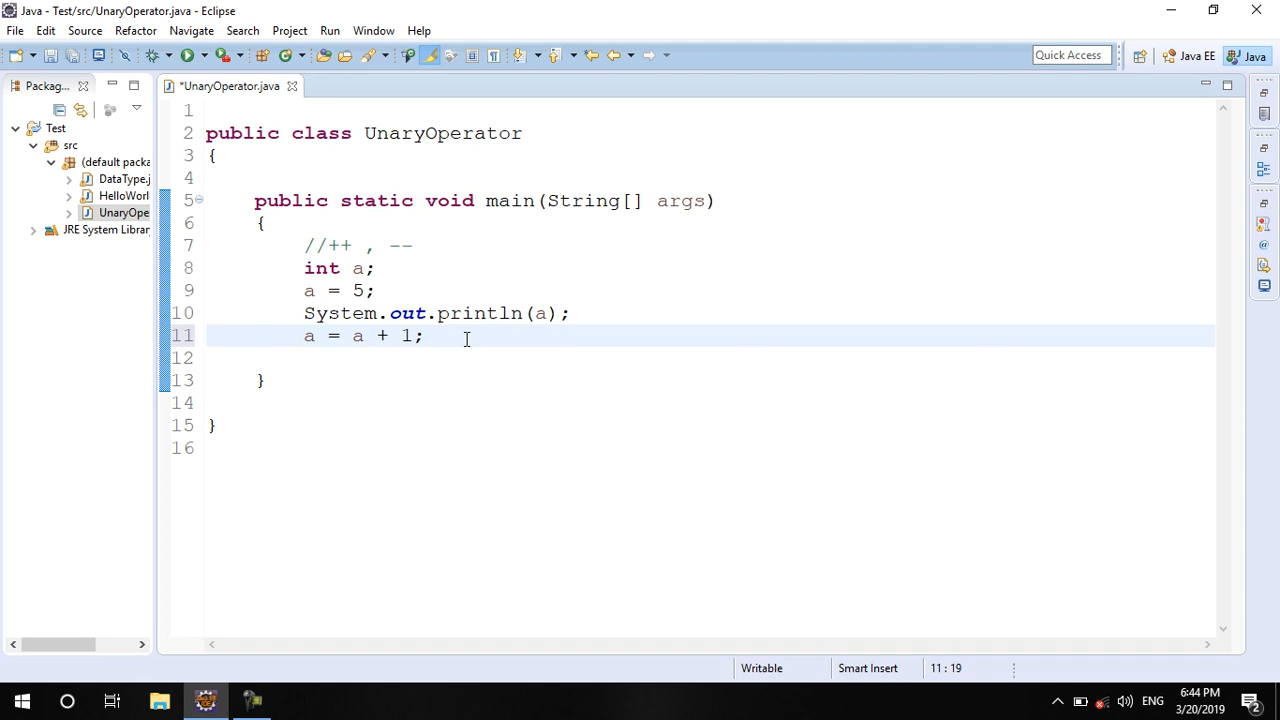 Java - Test/src/UnaryOperator.java - Eclipse
File Edit Source Refactor Navigate Search Project Run Window Help
Quick Access
Java EE
Java
Packag...
*UnaryOperator.java
Test
src
(default packa
DataType.j
HelloWorl
UnaryOpe
JRE System Librar
1
2 public class UnaryOperator
3 {
4
5 public static void main(String[] args)
6 {
7 //++ , --
8 int a;
9 a = 5;
10 System.out.println(a);
11 a = a + 1;
12
13 }
14
15 }
16
Writable Smart Insert 11 : 19
ENG
6:44 PM
3/20/2019
2